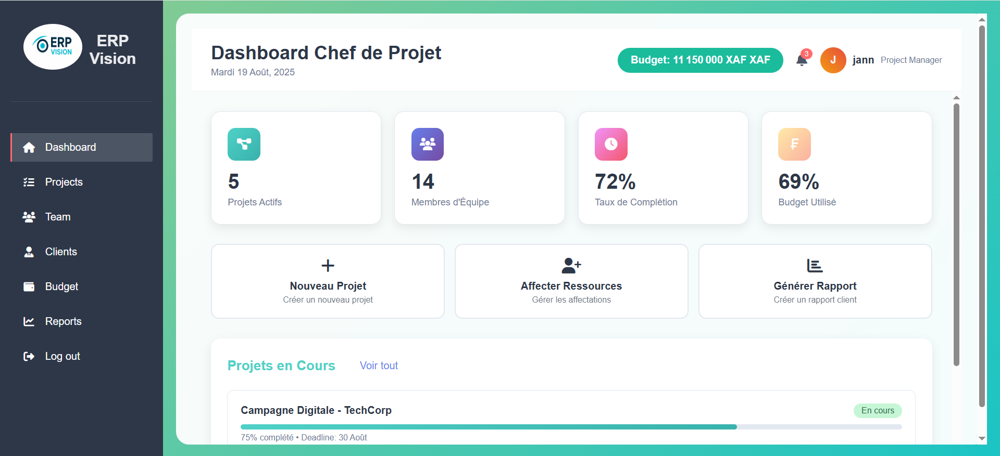 ERP
VISION
ERP
Vision
Dashboard
Projects
Team
Clients
Budget
Reports
Log out
Dashboard Chef de Projet
Mardi 19 Août, 2025
Budget: 11 150 000 XAF XAF
3
J
jann
Project Manager
5
Projets Actifs
14
Membres d'Équipe
72%
Taux de Complétion
₣
69%
Budget Utilisé
Nouveau Projet
Créer un nouveau projet
Affecter Ressources
Gérer les affectations
Générer Rapport
Créer un rapport client
Projets en Cours
Voir tout
Campagne Digitale - TechCorp
En cours
75% complété • Deadline: 30 Août